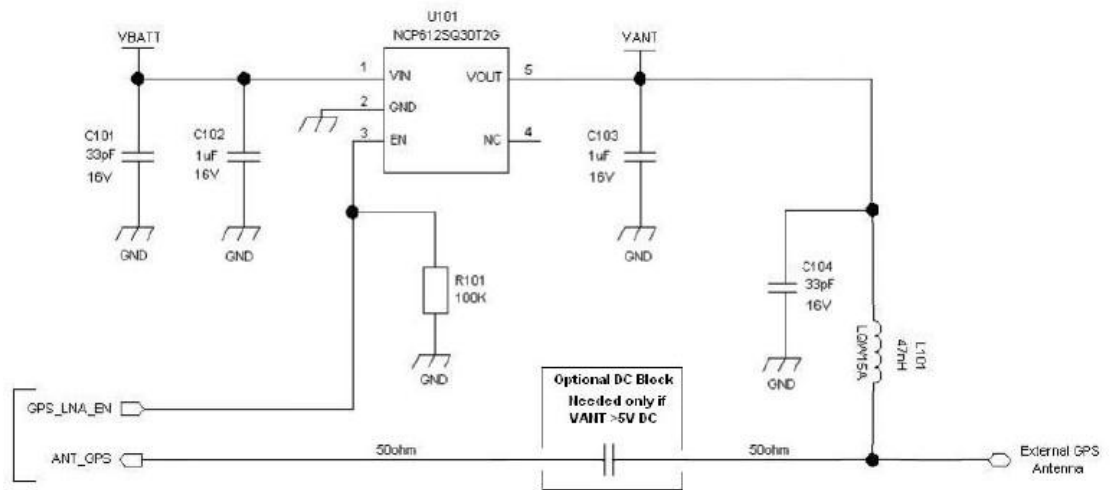 U101
NCP612SQ30T2G
VBATT
VANT
1
VIN
VOUT
5
2
GND
3
EN
NC
4
C101
33pF
16V
C102
1uF
16V
C103
1uF
16V
GND
GND
GND
R101
100K
GND
C104
33pF
16V
GND
L101
47nH
LQW15A
Optional DC Block
Needed only if
VANT >5V DC
GPS_LNA_EN
ANT_GPS
50ohm
50ohm
External GPS
Antenna